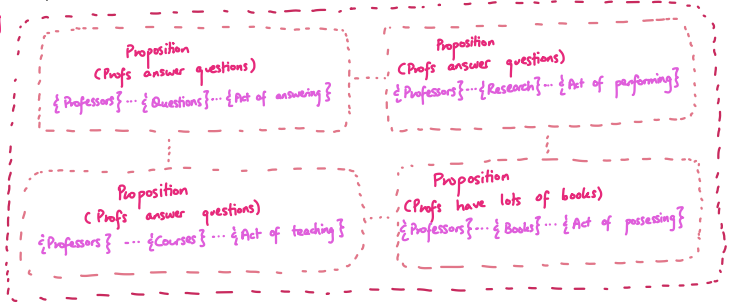 Proposition
(Profs answer questions)
{Professors} ... {Questions} ... {Act of answering}
Proposition
(Profs answer questions)
{Professors} ... {Research} ... {Act of performing}
Proposition
(Profs answer questions)
{Professors} ... {Courses} ... {Act of teaching}
Proposition
(Profs have lots of books)
{Professors} ... {Books} ... {Act of possessing}